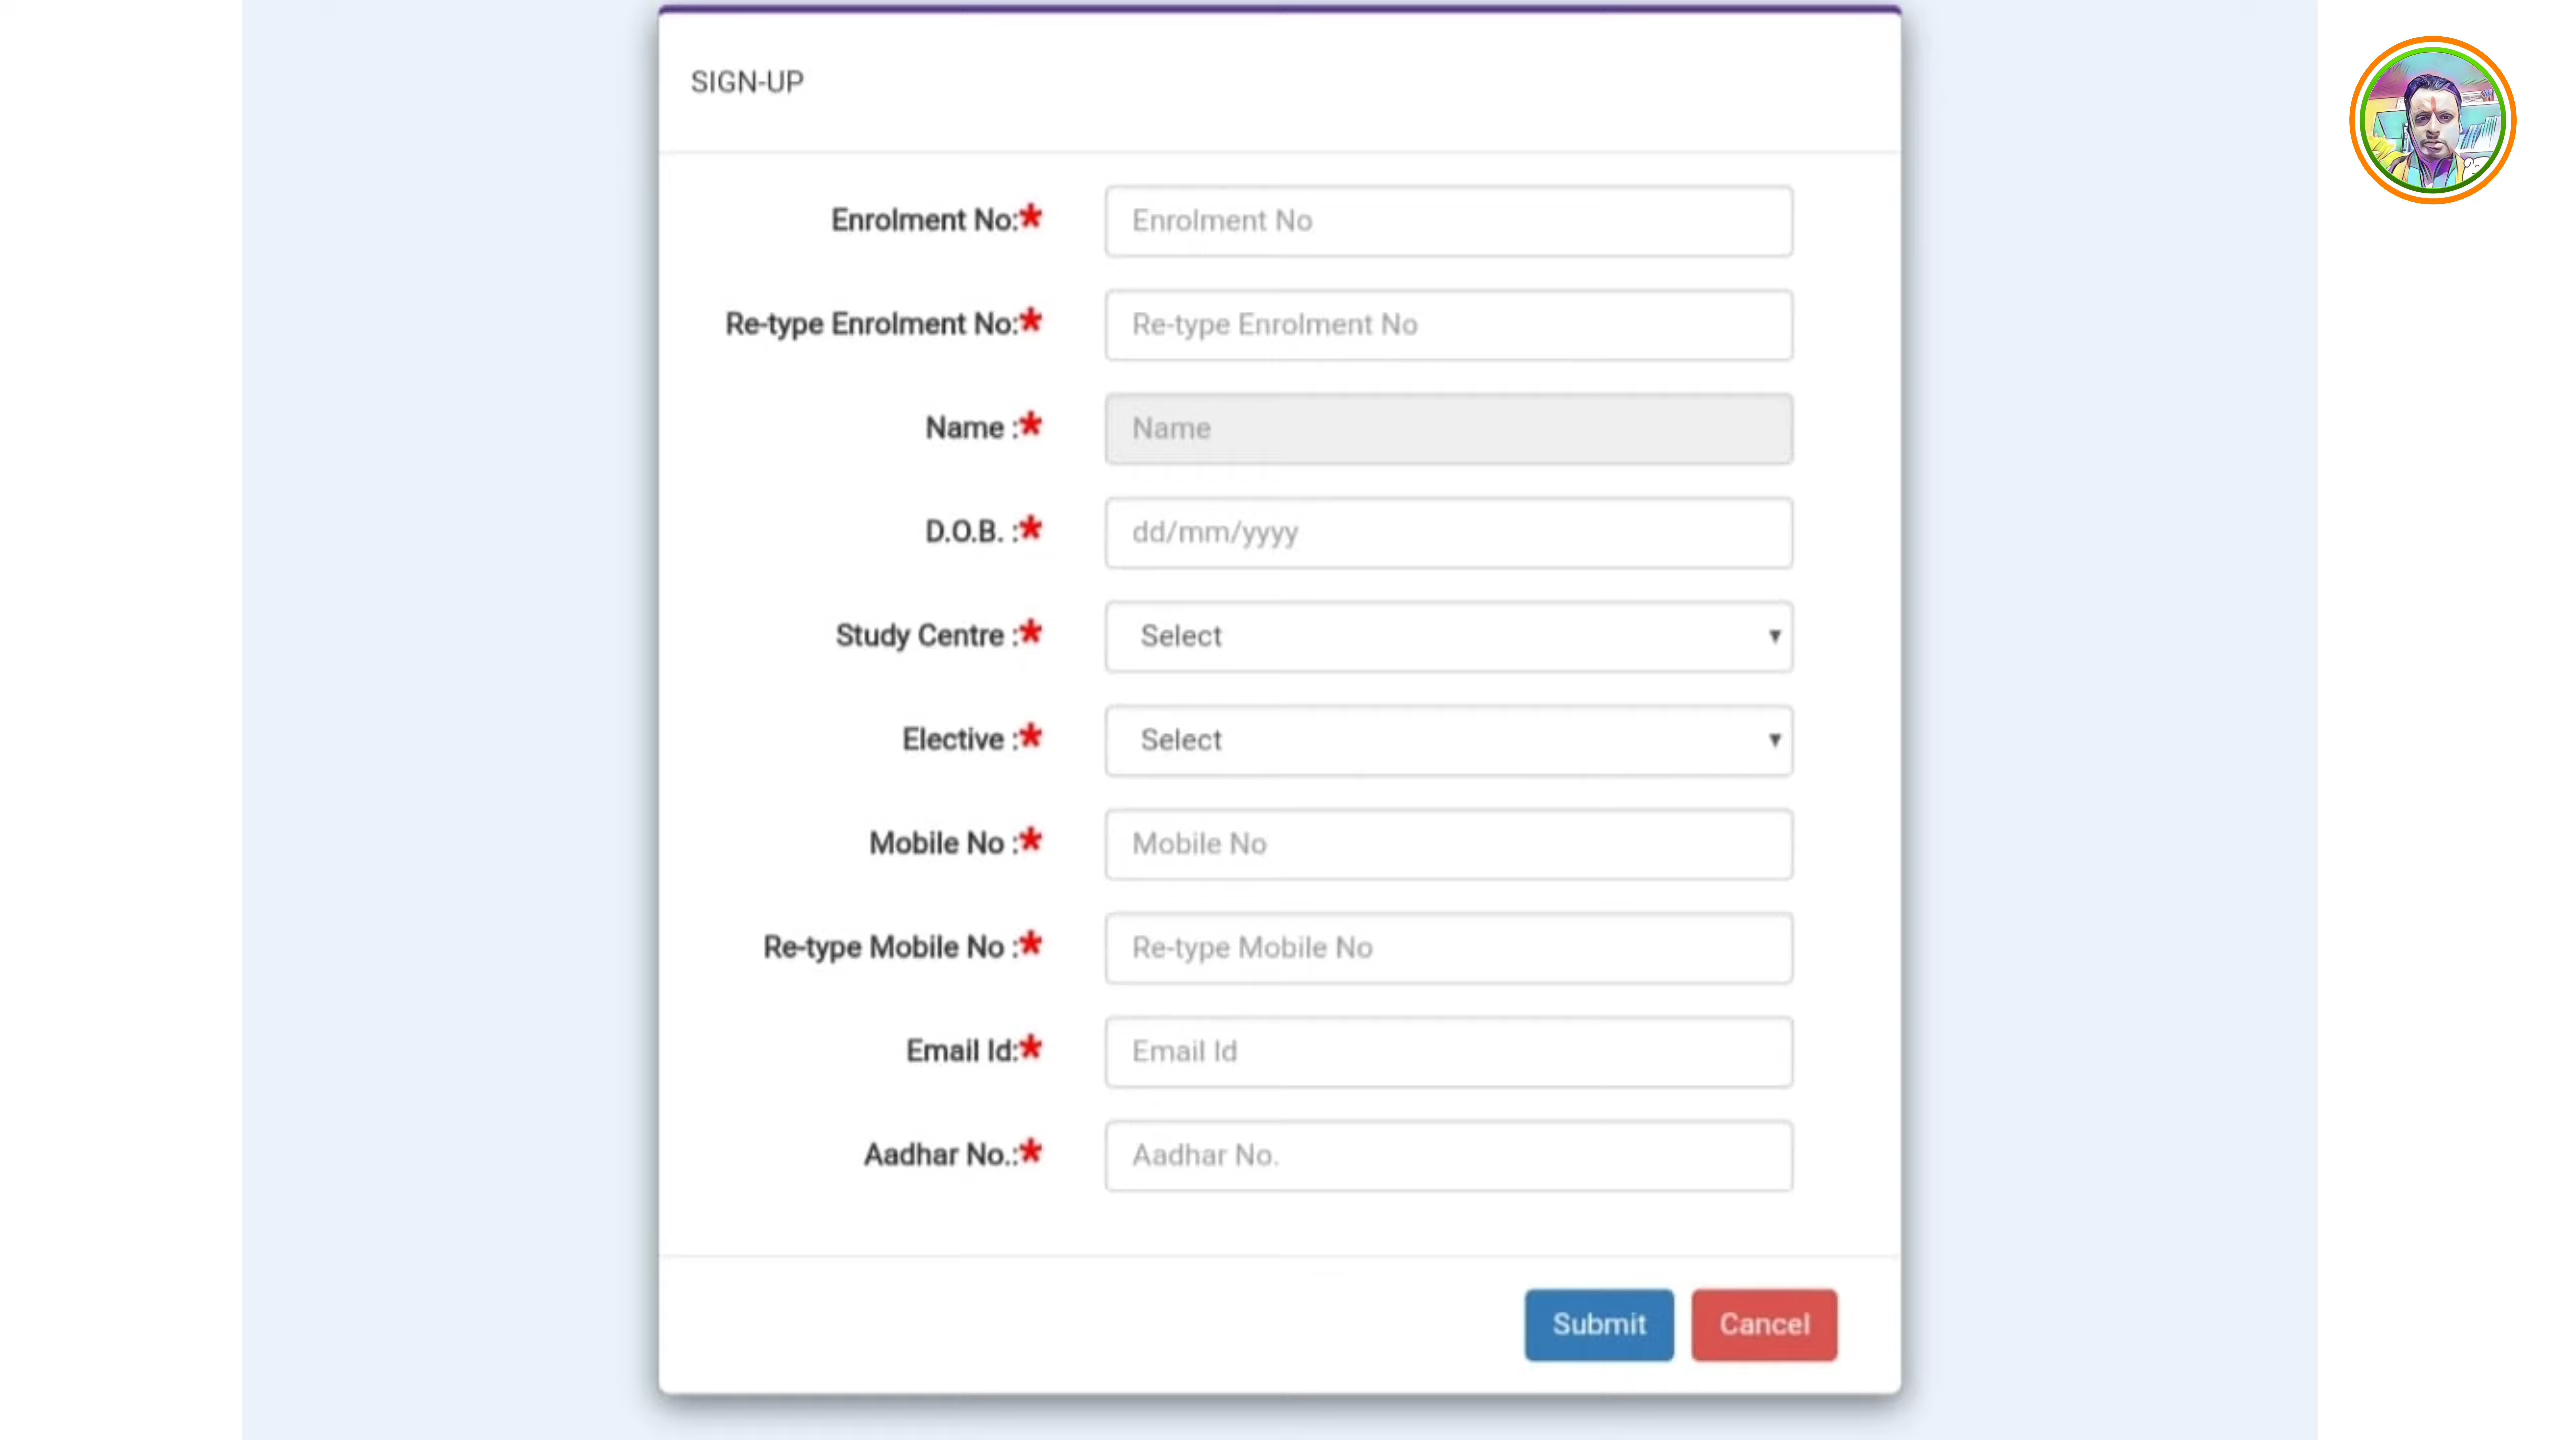 SIGN-UP
Enrolment No:* Enrolment No
Re-type Enrolment No:* Re-type Enrolment No
Name :* Name
D.O.B. :* dd/mm/yyyy
Study Centre :* Select
Elective :* Select
Mobile No :* Mobile No
Re-type Mobile No :* Re-type Mobile No
Email Id:* Email Id
Aadhar No.:* Aadhar No.
Submit Cancel